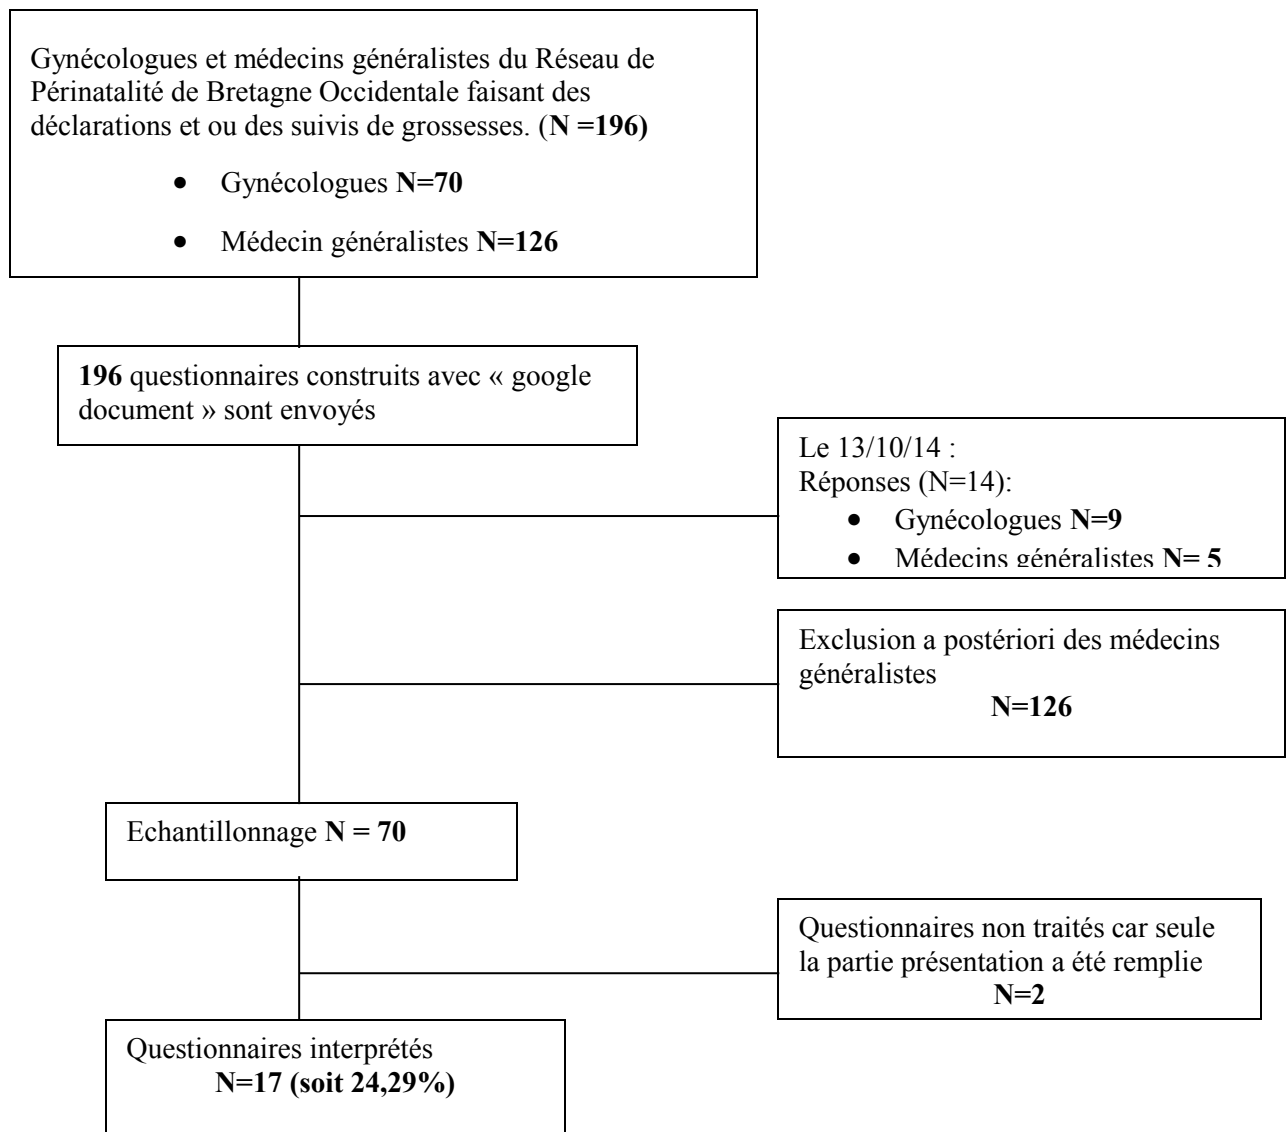 Gynécologues et médecins généralistes du Réseau de
Périnatalité de Bretagne Occidentale faisant des
déclarations et ou des suivis de grossesses. (N =196)
• Gynécologues N=70
• Médecin généralistes N=126
196 questionnaires construits avec « google
document » sont envoyés
Le 13/10/14 :
Réponses (N=14):
• Gynécologues N=9
• Médecins généralistes N= 5
Exclusion a postériori des médecins
généralistes
N=126
Echantillonnage N = 70
Questionnaires non traités car seule
la partie présentation a été remplie
N=2
Questionnaires interprétés
N=17 (soit 24,29%)